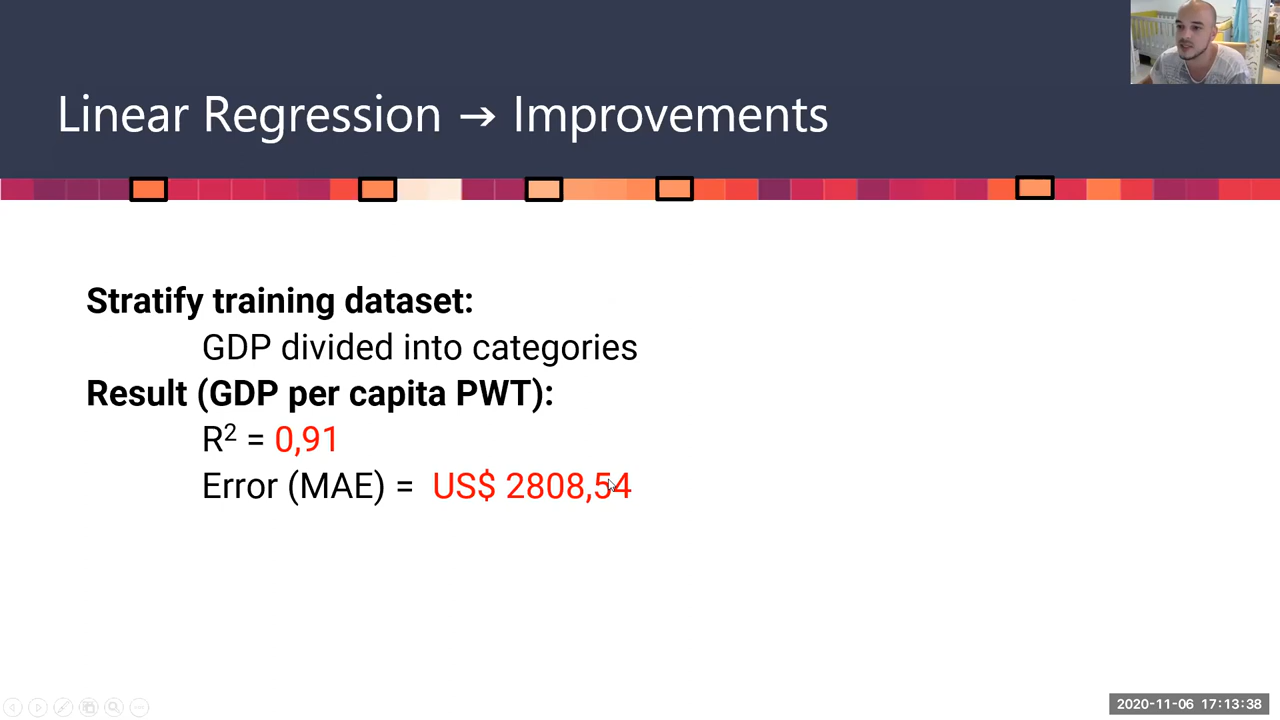 Linear Regression → Improvements
Stratify training dataset:
GDP divided into categories
Result (GDP per capita PWT):
R² = 0,91
Error (MAE) = US$ 2808,54
2020-11-06 17:13:38